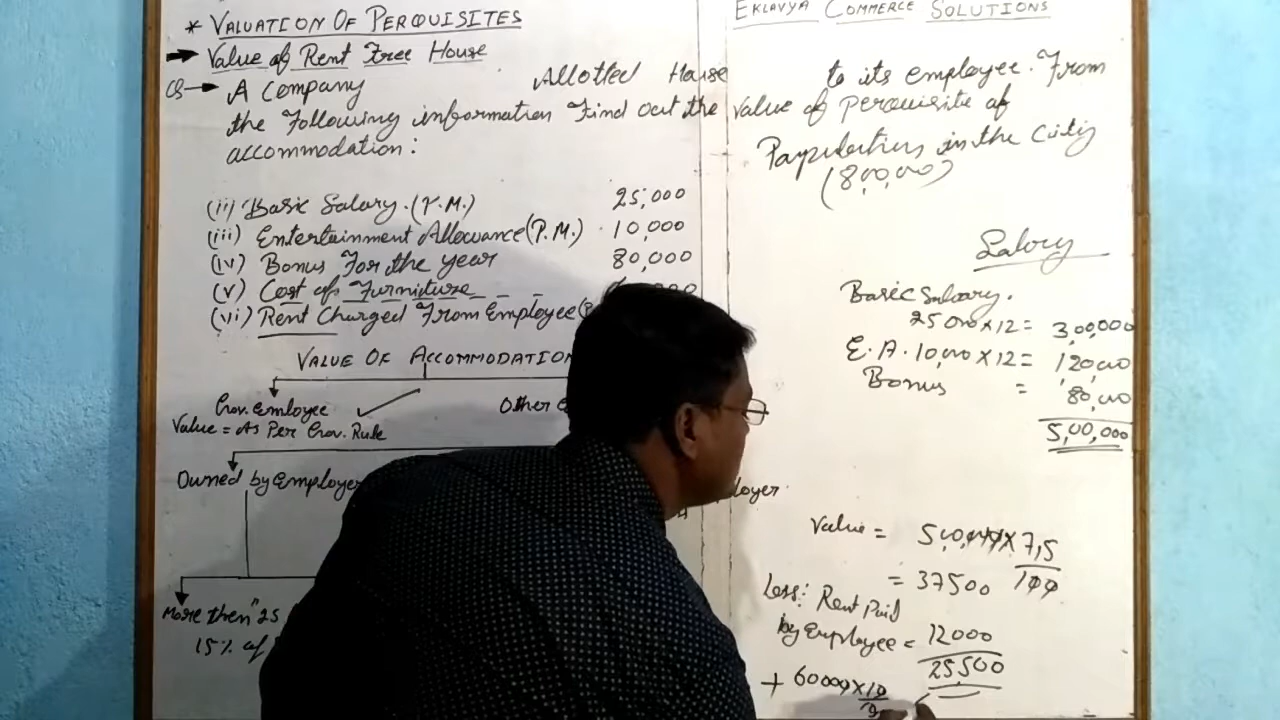 * VALUATION OF PERQUISITES
EKLAVYA COMMERCE SOLUTIONS
Value of Rent Free House
Q A Company Allotted House to its employee. From
the Following information Find out the value of perquisite of
accommodation:
Population in the City
(8,00,000)
(ii) Basic Salary. (P.M.) 25,000
(iii) Entertainment Allowance (P.M.) 10,000
(iv) Bonus For the year 80,000
(v) Cost of Furniture
(vi) Rent Charged From Employee
Salary
Basic Salary.
25000×12= 3,00,000
E.A. 10,000×12= 120,000
Bonus = 80,000
5,00,000
VALUE OF ACCOMMODATION
Gov. Employee
Value = As Per Gov. Rule
Other
Owned by Employer
More then "25
15% of
Value = 5,00,000× 7.5
100
= 37500
Less: Rent Paid
by Employee = 12000
25,500
+ 60000×10